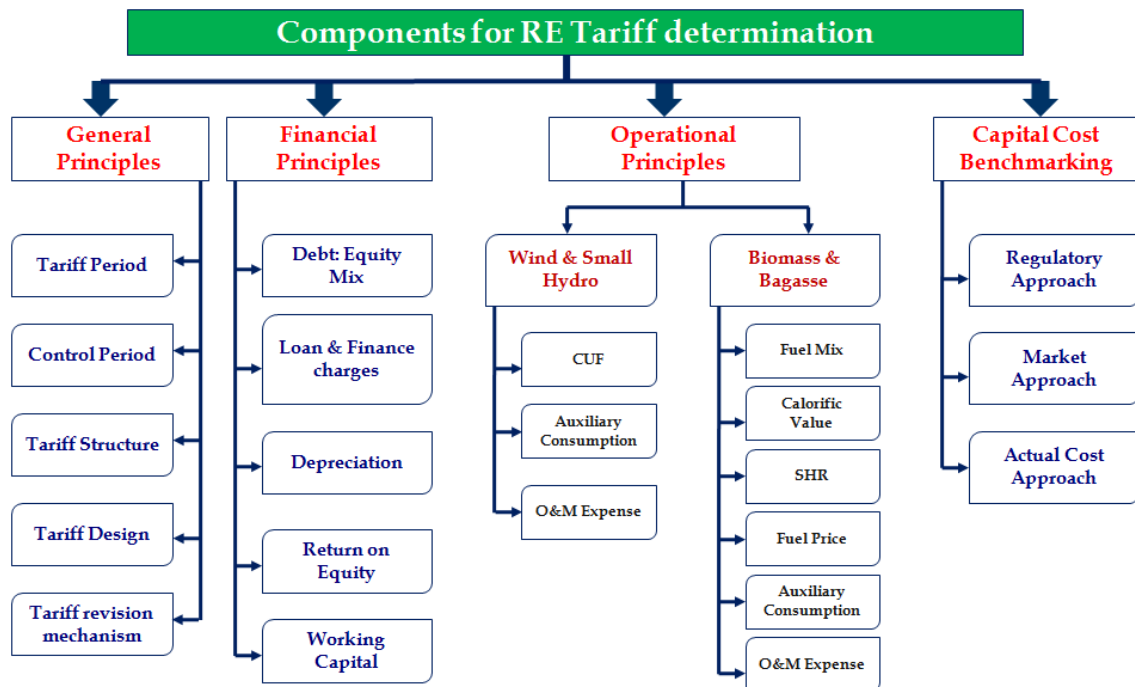 Components for RE Tariff determination
General
Principles
Financial
Principles
Operational
Principles
Capital Cost
Benchmarking
Tariff Period
Control Period
Tariff Structure
Tariff Design
Tariff revision
mechanism
Debt: Equity
Mix
Loan & Finance
charges
Depreciation
Return on
Equity
Working
Capital
Wind & Small
Hydro
CUF
Auxiliary
Consumption
O&M Expense
Biomass &
Bagasse
Fuel Mix
Calorific
Value
SHR
Fuel Price
Auxiliary
Consumption
O&M Expense
Regulatory
Approach
Market
Approach
Actual Cost
Approach